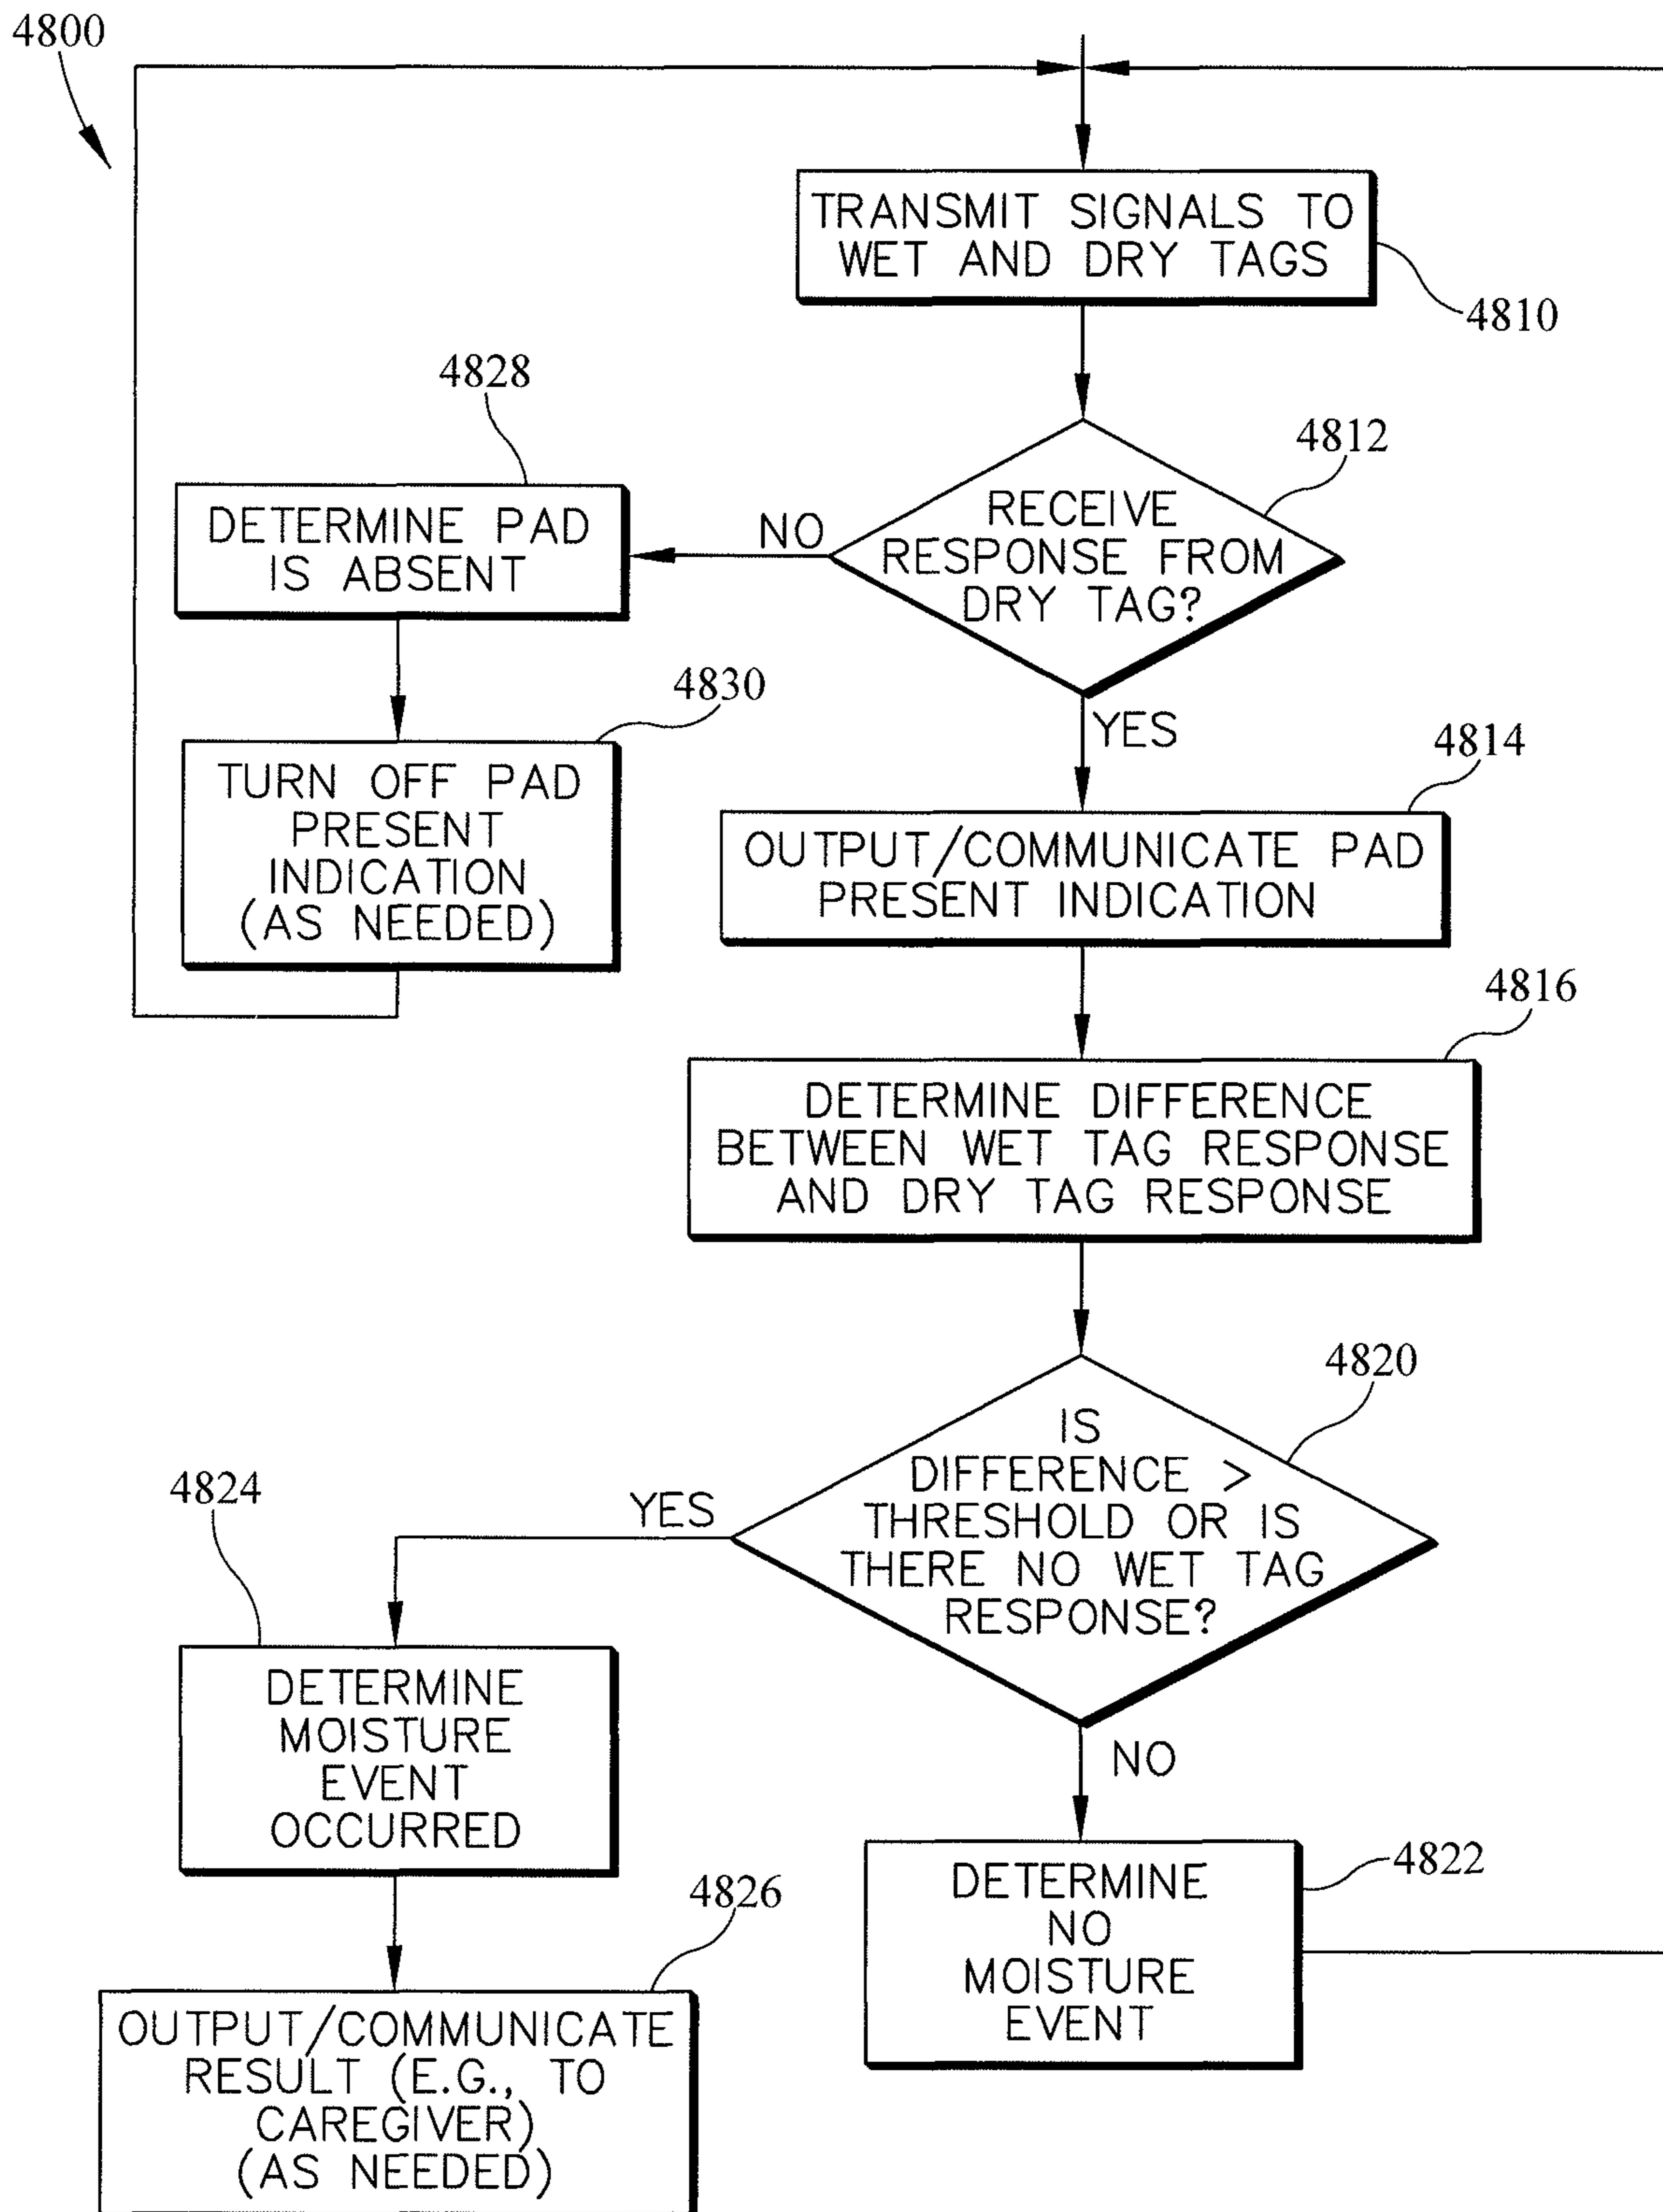 4800
TRANSMIT SIGNALS TO
WET AND DRY TAGS
4810
4812
RECEIVE
RESPONSE FROM
DRY TAG?
NO
4828
DETERMINE PAD
IS ABSENT
4830
TURN OFF PAD
PRESENT
INDICATION
(AS NEEDED)
YES
4814
OUTPUT/COMMUNICATE PAD
PRESENT INDICATION
4816
DETERMINE DIFFERENCE
BETWEEN WET TAG RESPONSE
AND DRY TAG RESPONSE
4820
IS
DIFFERENCE >
THRESHOLD OR IS
THERE NO WET TAG
RESPONSE?
YES
4824
DETERMINE
MOISTURE
EVENT
OCCURRED
4826
OUTPUT/COMMUNICATE
RESULT (E.G., TO
CAREGIVER)
(AS NEEDED)
NO
4822
DETERMINE
NO
MOISTURE
EVENT